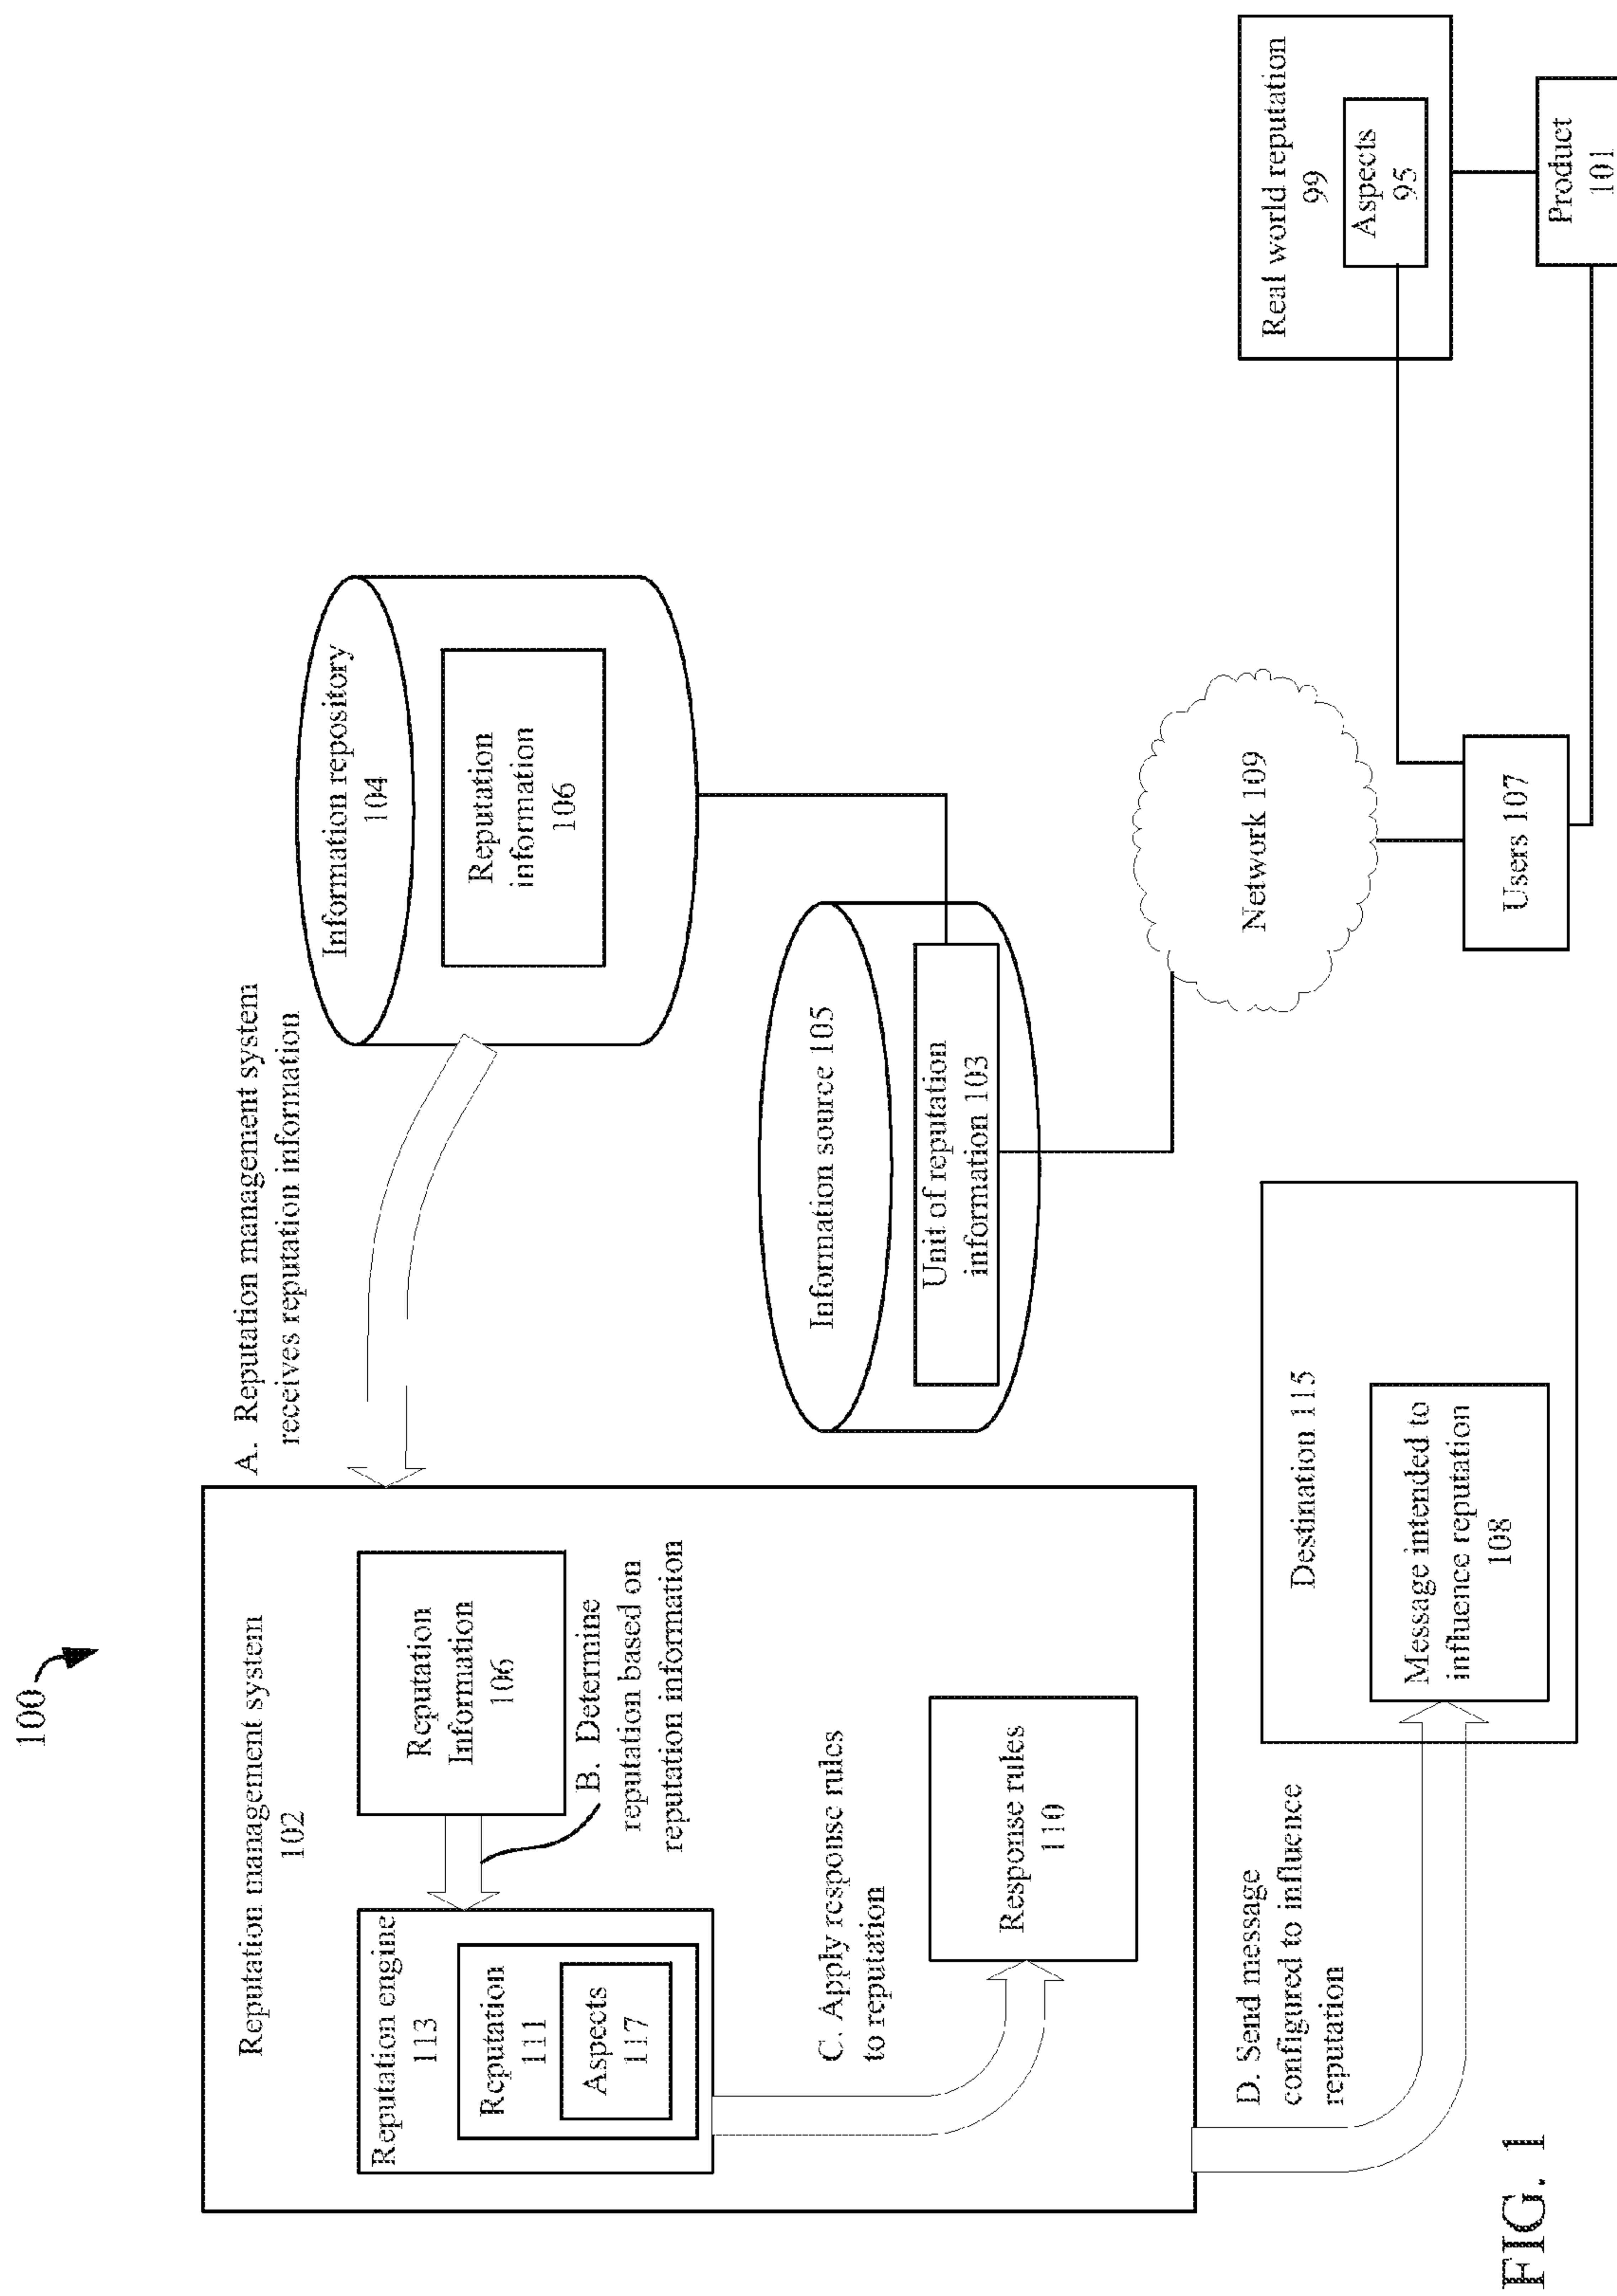 100
Reputation management system
102
Reputation engine
113
Reputation
111
Aspects
117
Reputation
Information
106
B. Determine
reputation based on
reputation information
C. Apply response rules
to reputation
Response rules
110
A. Reputation management system
receives reputation information
Information repository
104
Reputation
information
106
Information source 105
Unit of reputation
information 103
D. Send message
configured to influence
reputation
Destination 115
Message intended to
influence reputation
108
Network 109
Users 107
Real world reputation
99
Aspects
95
Product
101
FIG. 1